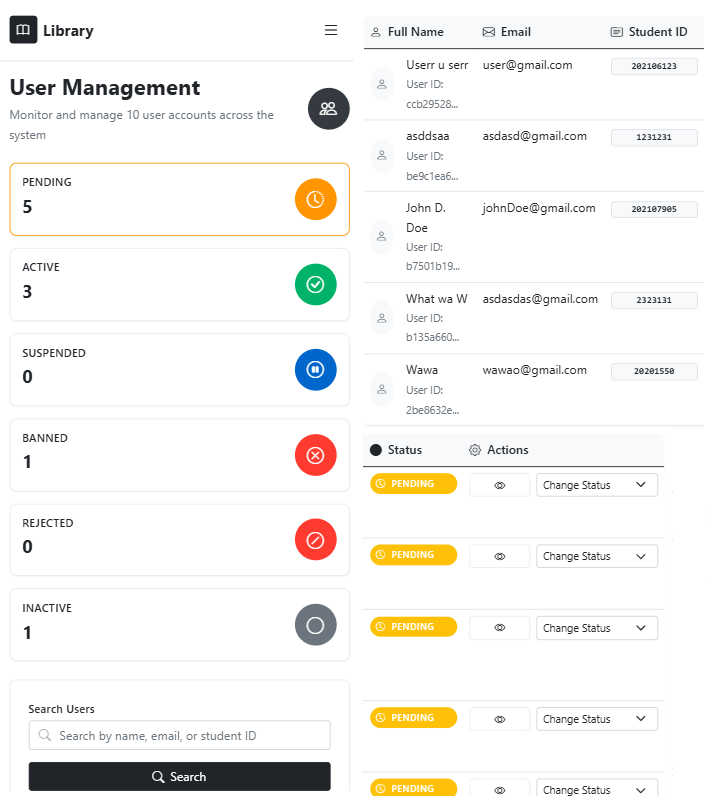 Library
User Management
Monitor and manage 10 user accounts across the
system
PENDING
5
ACTIVE
3
SUSPENDED
0
BANNED
1
REJECTED
0
INACTIVE
1
Search Users
Search by name, email, or student ID
Search
Full Name Email Student ID
Userr u serr user@gmail.com 202106123
User ID:
ccb29528...
asddsaa asdasd@gmail.com 1231231
User ID:
be9c1ea6...
John D. johnDoe@gmail.com 202107905
Doe
User ID:
b7501b19...
What wa W asdasdas@gmail.com 2323131
User ID:
b135a660...
Wawa wawao@gmail.com 20201550
User ID:
2be8632e...
Status Actions
PENDING Change Status
PENDING Change Status
PENDING Change Status
PENDING Change Status
PENDING Change Status